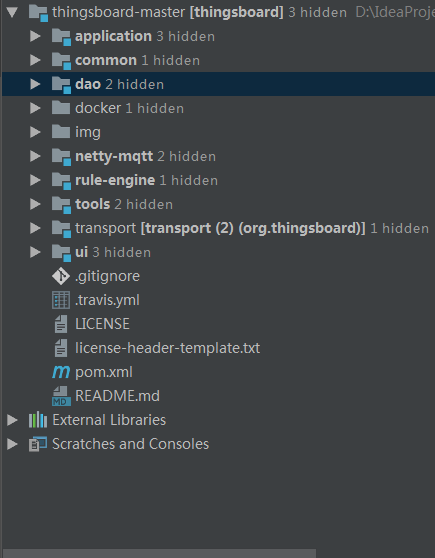 thingsboard-master [thingsboard] 3 hidden D:\IdeaProje
application 3 hidden
common 1 hidden
dao 2 hidden
docker 1 hidden
img
netty-mqtt 2 hidden
rule-engine 1 hidden
tools 2 hidden
transport [transport (2) (org.thingsboard)] 1 hidden
ui 3 hidden
.gitignore
.travis.yml
LICENSE
license-header-template.txt
m pom.xml
MD README.md
External Libraries
Scratches and Consoles